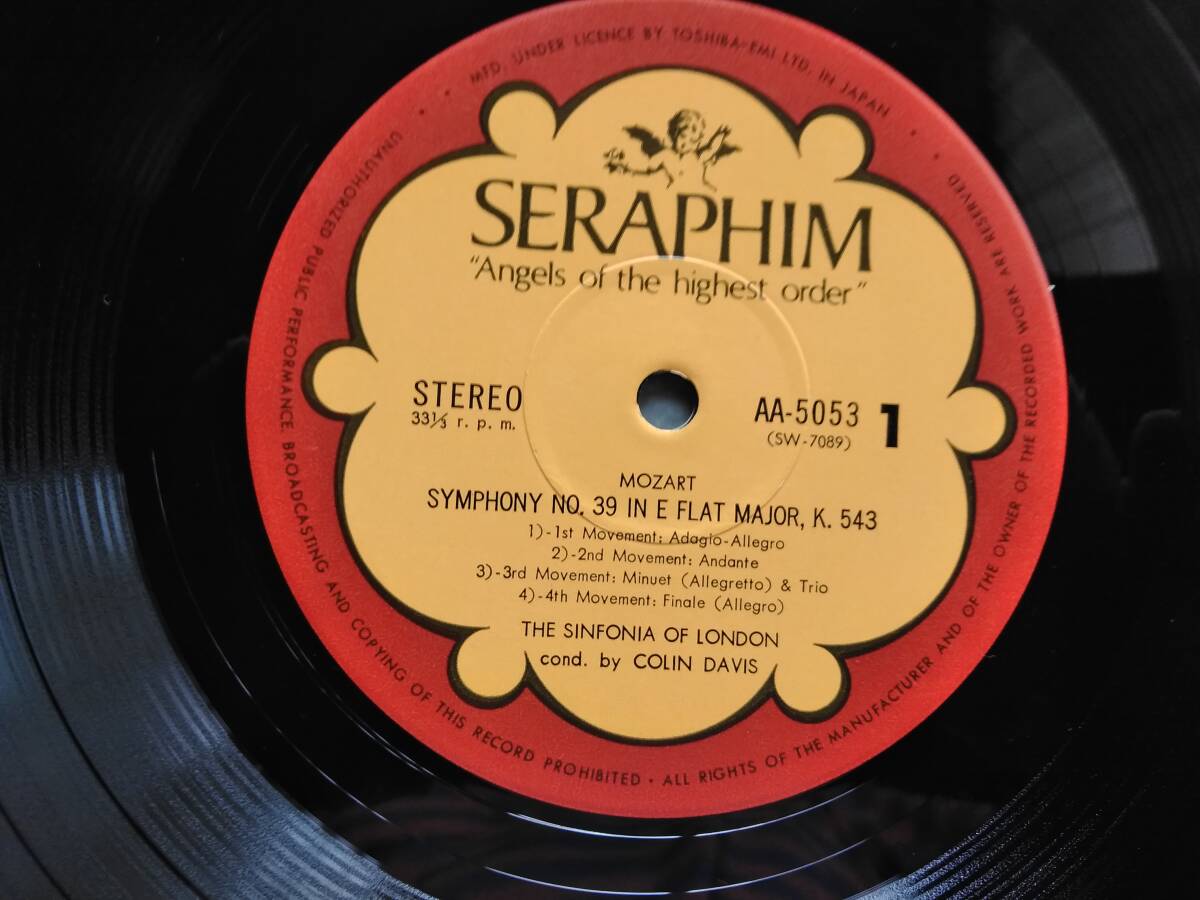 MFD. UNDER LICENCE BY TOSHIBA-EMI LTD. IN JAPAN
SERAPHIM
"Angels of the highest order"
STEREO
33⅓ r. p. m.
AA-5053 1
(SW-7089)
MOZART
SYMPHONY NO. 39 IN E FLAT MAJOR, K. 543
1)-1st Movement: Adagio-Allegro
2)-2nd Movement: Andante
3)-3rd Movement: Minuet (Allegretto) & Trio
4)-4th Movement: Finale (Allegro)
THE SINFONIA OF LONDON
cond. by COLIN DAVIS
UNAUTHORIZED PUBLIC PERFORMANCE, BROADCASTING AND COPYING OF THIS RECORD PROHIBITED • ALL RIGHTS OF THE MANUFACTURER AND OF THE OWNER OF THE RECORDED WORK ARE RESERVED